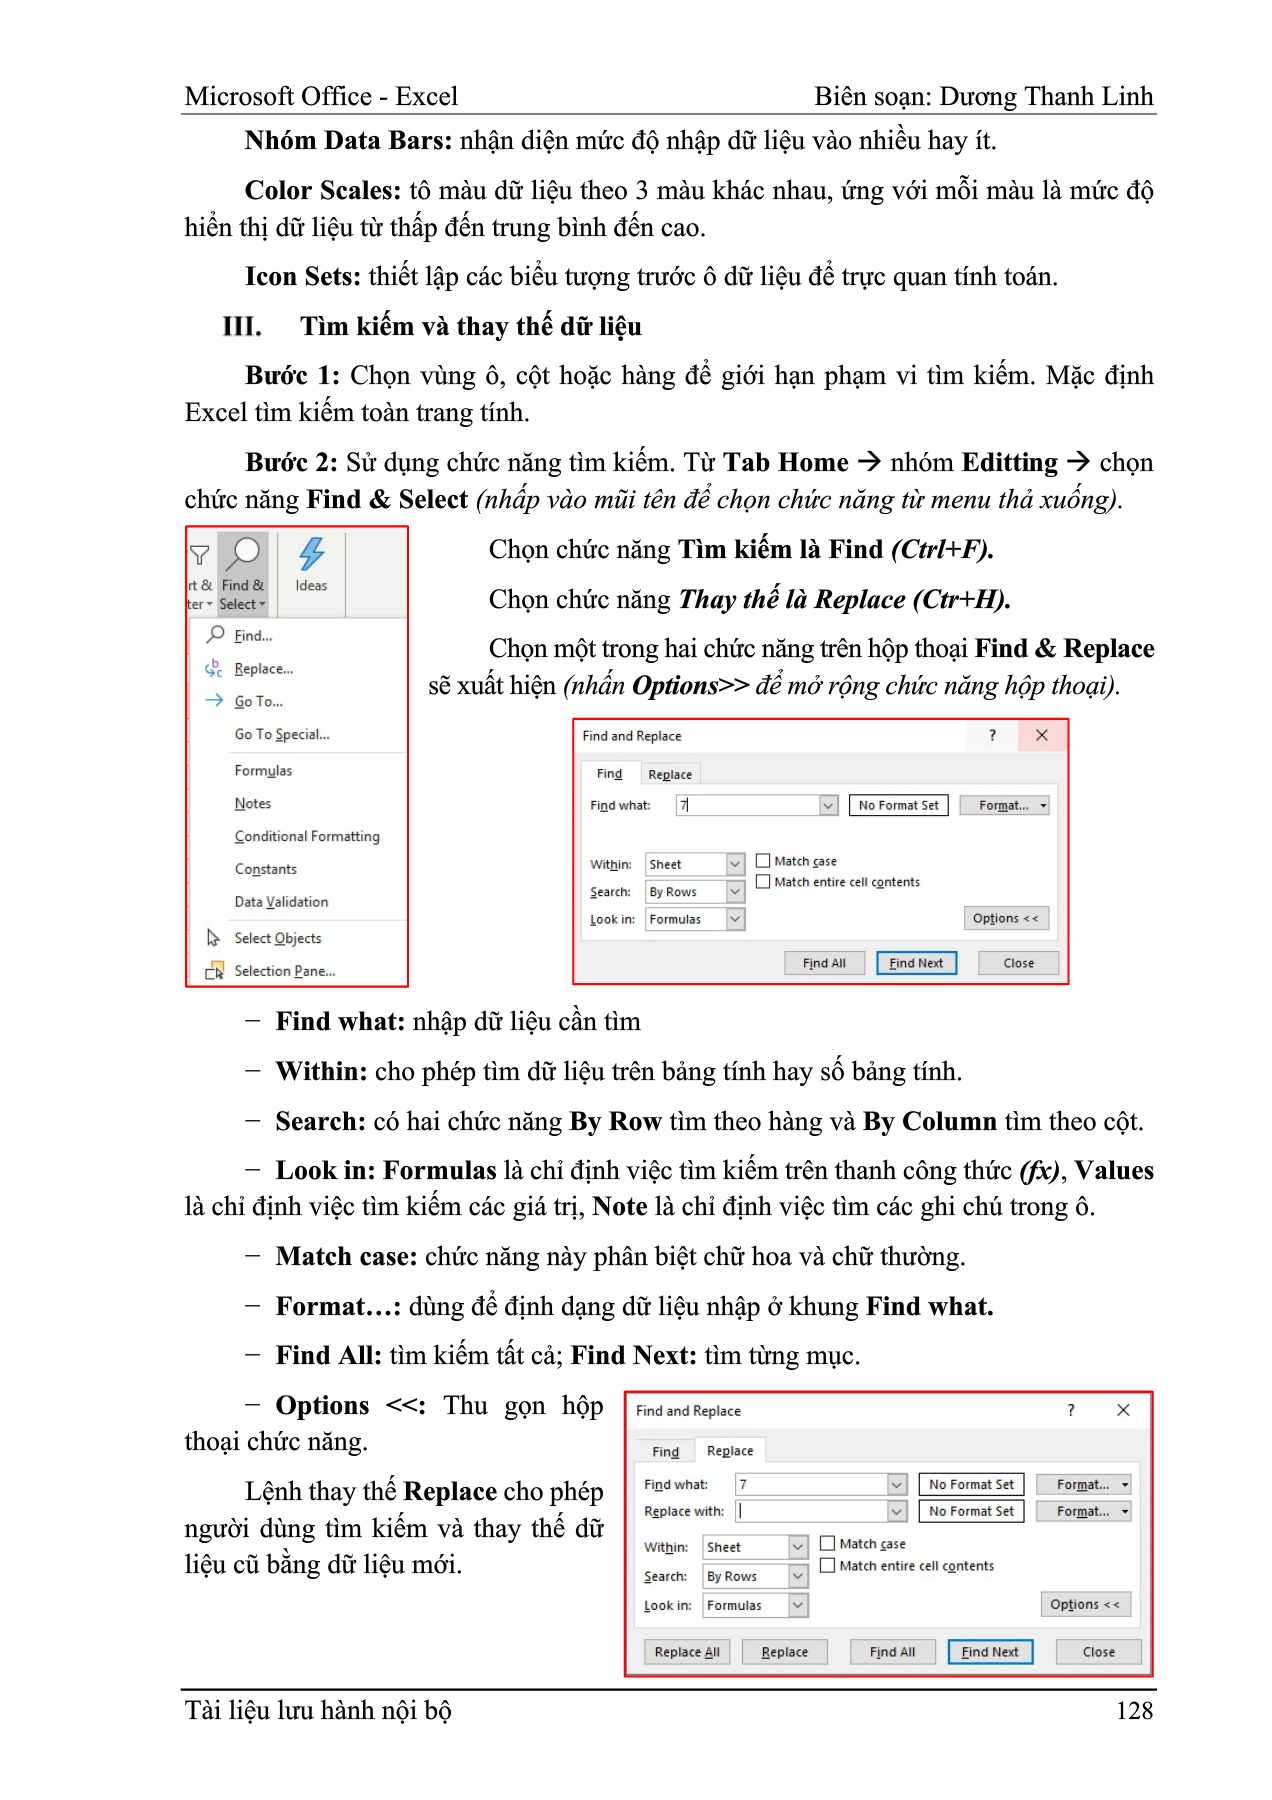 Microsoft Office - Excel
Biên soạn: Dương Thanh Linh
Nhóm Data Bars: nhận diện mức độ nhập dữ liệu vào nhiều hay ít.
Color Scales: tô màu dữ liệu theo 3 màu khác nhau, ứng với mỗi màu là mức độ
hiển thị dữ liệu từ thấp đến trung bình đến cao.
Icon Sets: thiết lập các biểu tượng trước ô dữ liệu để trực quan tính toán.
III. Tìm kiếm và thay thế dữ liệu
Bước 1: Chọn vùng ô, cột hoặc hàng để giới hạn phạm vi tìm kiếm. Mặc định
Excel tìm kiếm toàn trang tính.
Bước 2: Sử dụng chức năng tìm kiếm. Từ Tab Home → nhóm Editting → chọn
chức năng Find & Select (nhấp vào mũi tên để chọn chức năng từ menu thả xuống).
rt & Find & Ideas
ter Select
Find...
Replace...
Go To...
Go To Special...
Formulas
Notes
Conditional Formatting
Constants
Data Validation
Select Objects
Selection Pane...
Chọn chức năng Tìm kiếm là Find (Ctrl+F).
Chọn chức năng Thay thế là Replace (Ctr+H).
Chọn một trong hai chức năng trên hộp thoại Find & Replace
sẽ xuất hiện (nhấn Options>> để mở rộng chức năng hộp thoại).
Find and Replace ?
Find Replace
Find what: 7 No Format Set Format...
Within: Sheet Match case
Search: By Rows Match entire cell contents
Look in: Formulas Options <<
Find All Find Next Close
– Find what: nhập dữ liệu cần tìm
– Within: cho phép tìm dữ liệu trên bảng tính hay số bảng tính.
– Search: có hai chức năng By Row tìm theo hàng và By Column tìm theo cột.
– Look in: Formulas là chỉ định việc tìm kiếm trên thanh công thức (fx), Values
là chỉ định việc tìm kiếm các giá trị, Note là chỉ định việc tìm các ghi chú trong ô.
– Match case: chức năng này phân biệt chữ hoa và chữ thường.
– Format…: dùng để định dạng dữ liệu nhập ở khung Find what.
– Find All: tìm kiếm tất cả; Find Next: tìm từng mục.
– Options <<: Thu gọn hộp
thoại chức năng.
Lệnh thay thế Replace cho phép
người dùng tìm kiếm và thay thế dữ
liệu cũ bằng dữ liệu mới.
Find and Replace ?
Find Replace
Find what: 7 No Format Set Format...
Replace with: No Format Set Format...
Within: Sheet Match case
Search: By Rows Match entire cell contents
Look in: Formulas Options <<
Replace All Replace Find All Find Next Close
Tài liệu lưu hành nội bộ
128